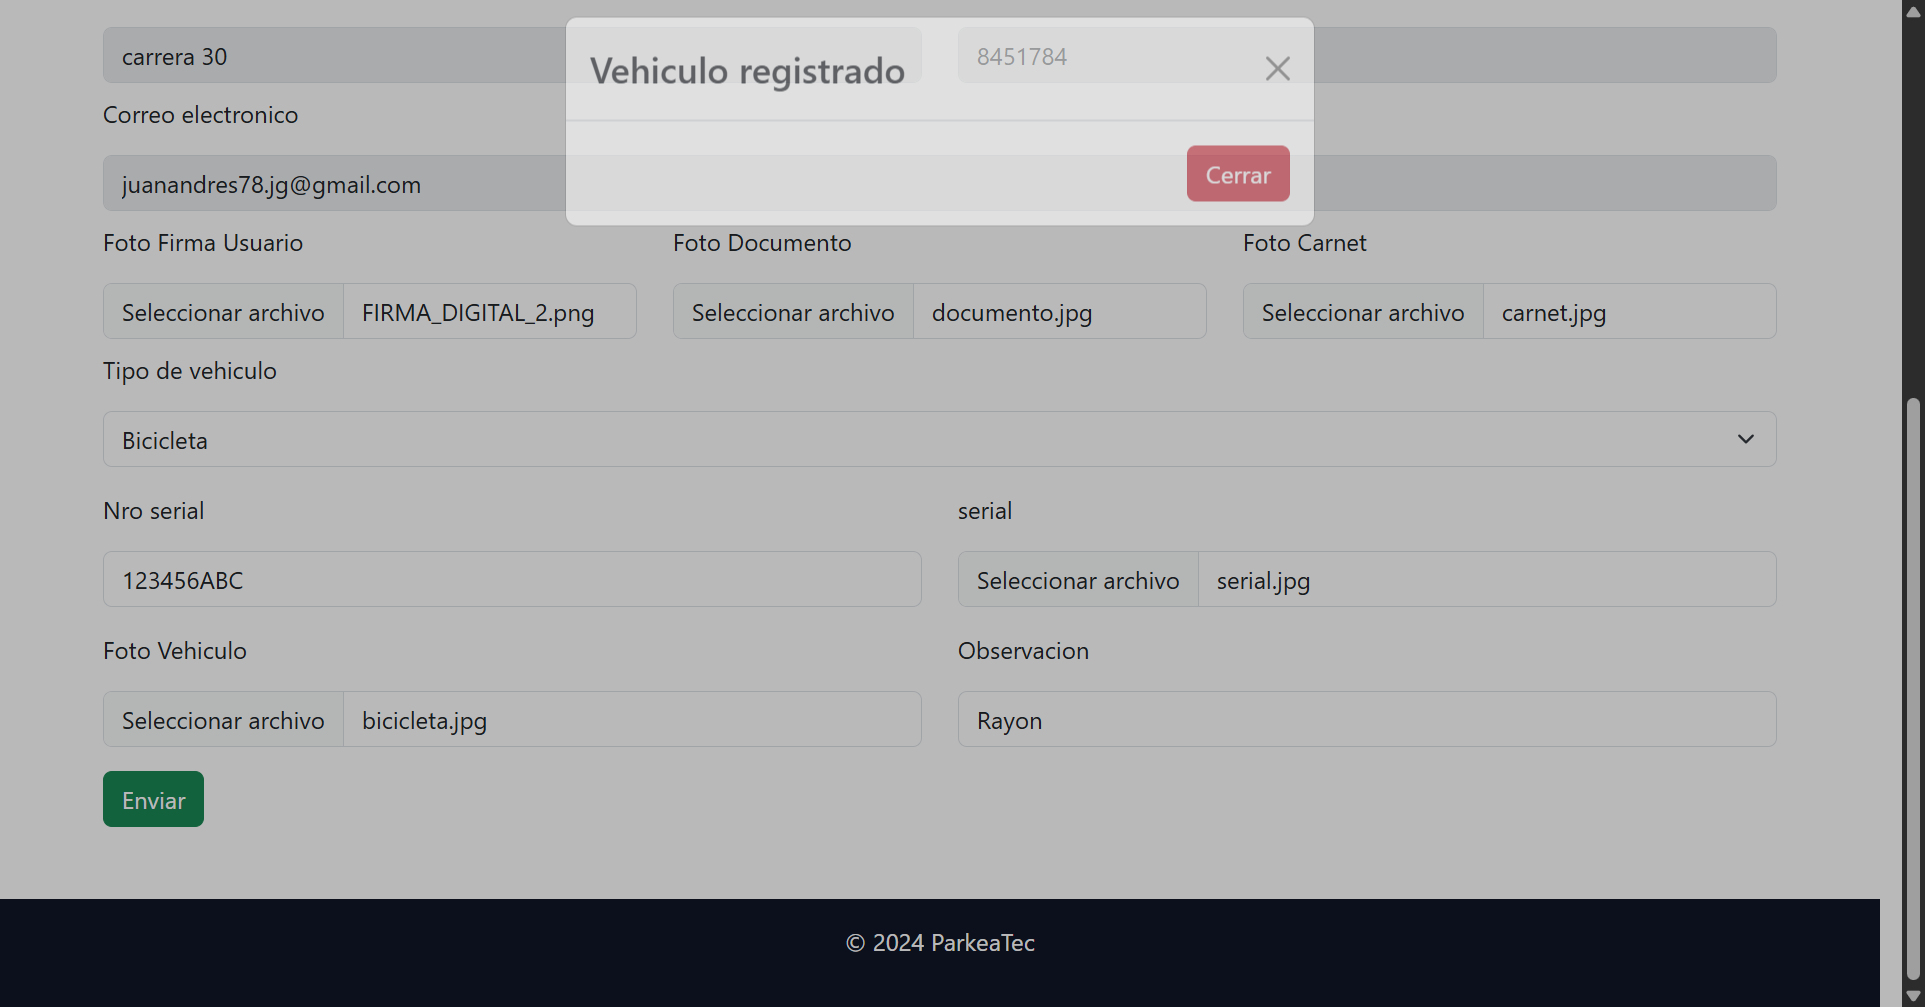 carrera 30
8451784
Vehiculo registrado
Correo electronico
juanandres78.jg@gmail.com
Cerrar
Foto Firma Usuario
Foto Documento
Foto Carnet
Seleccionar archivo FIRMA_DIGITAL_2.png
Seleccionar archivo documento.jpg
Seleccionar archivo carnet.jpg
Tipo de vehiculo
Bicicleta
Nro serial
serial
123456ABC
Seleccionar archivo serial.jpg
Foto Vehiculo
Observacion
Seleccionar archivo bicicleta.jpg
Rayon
Enviar
© 2024 ParkeaTec